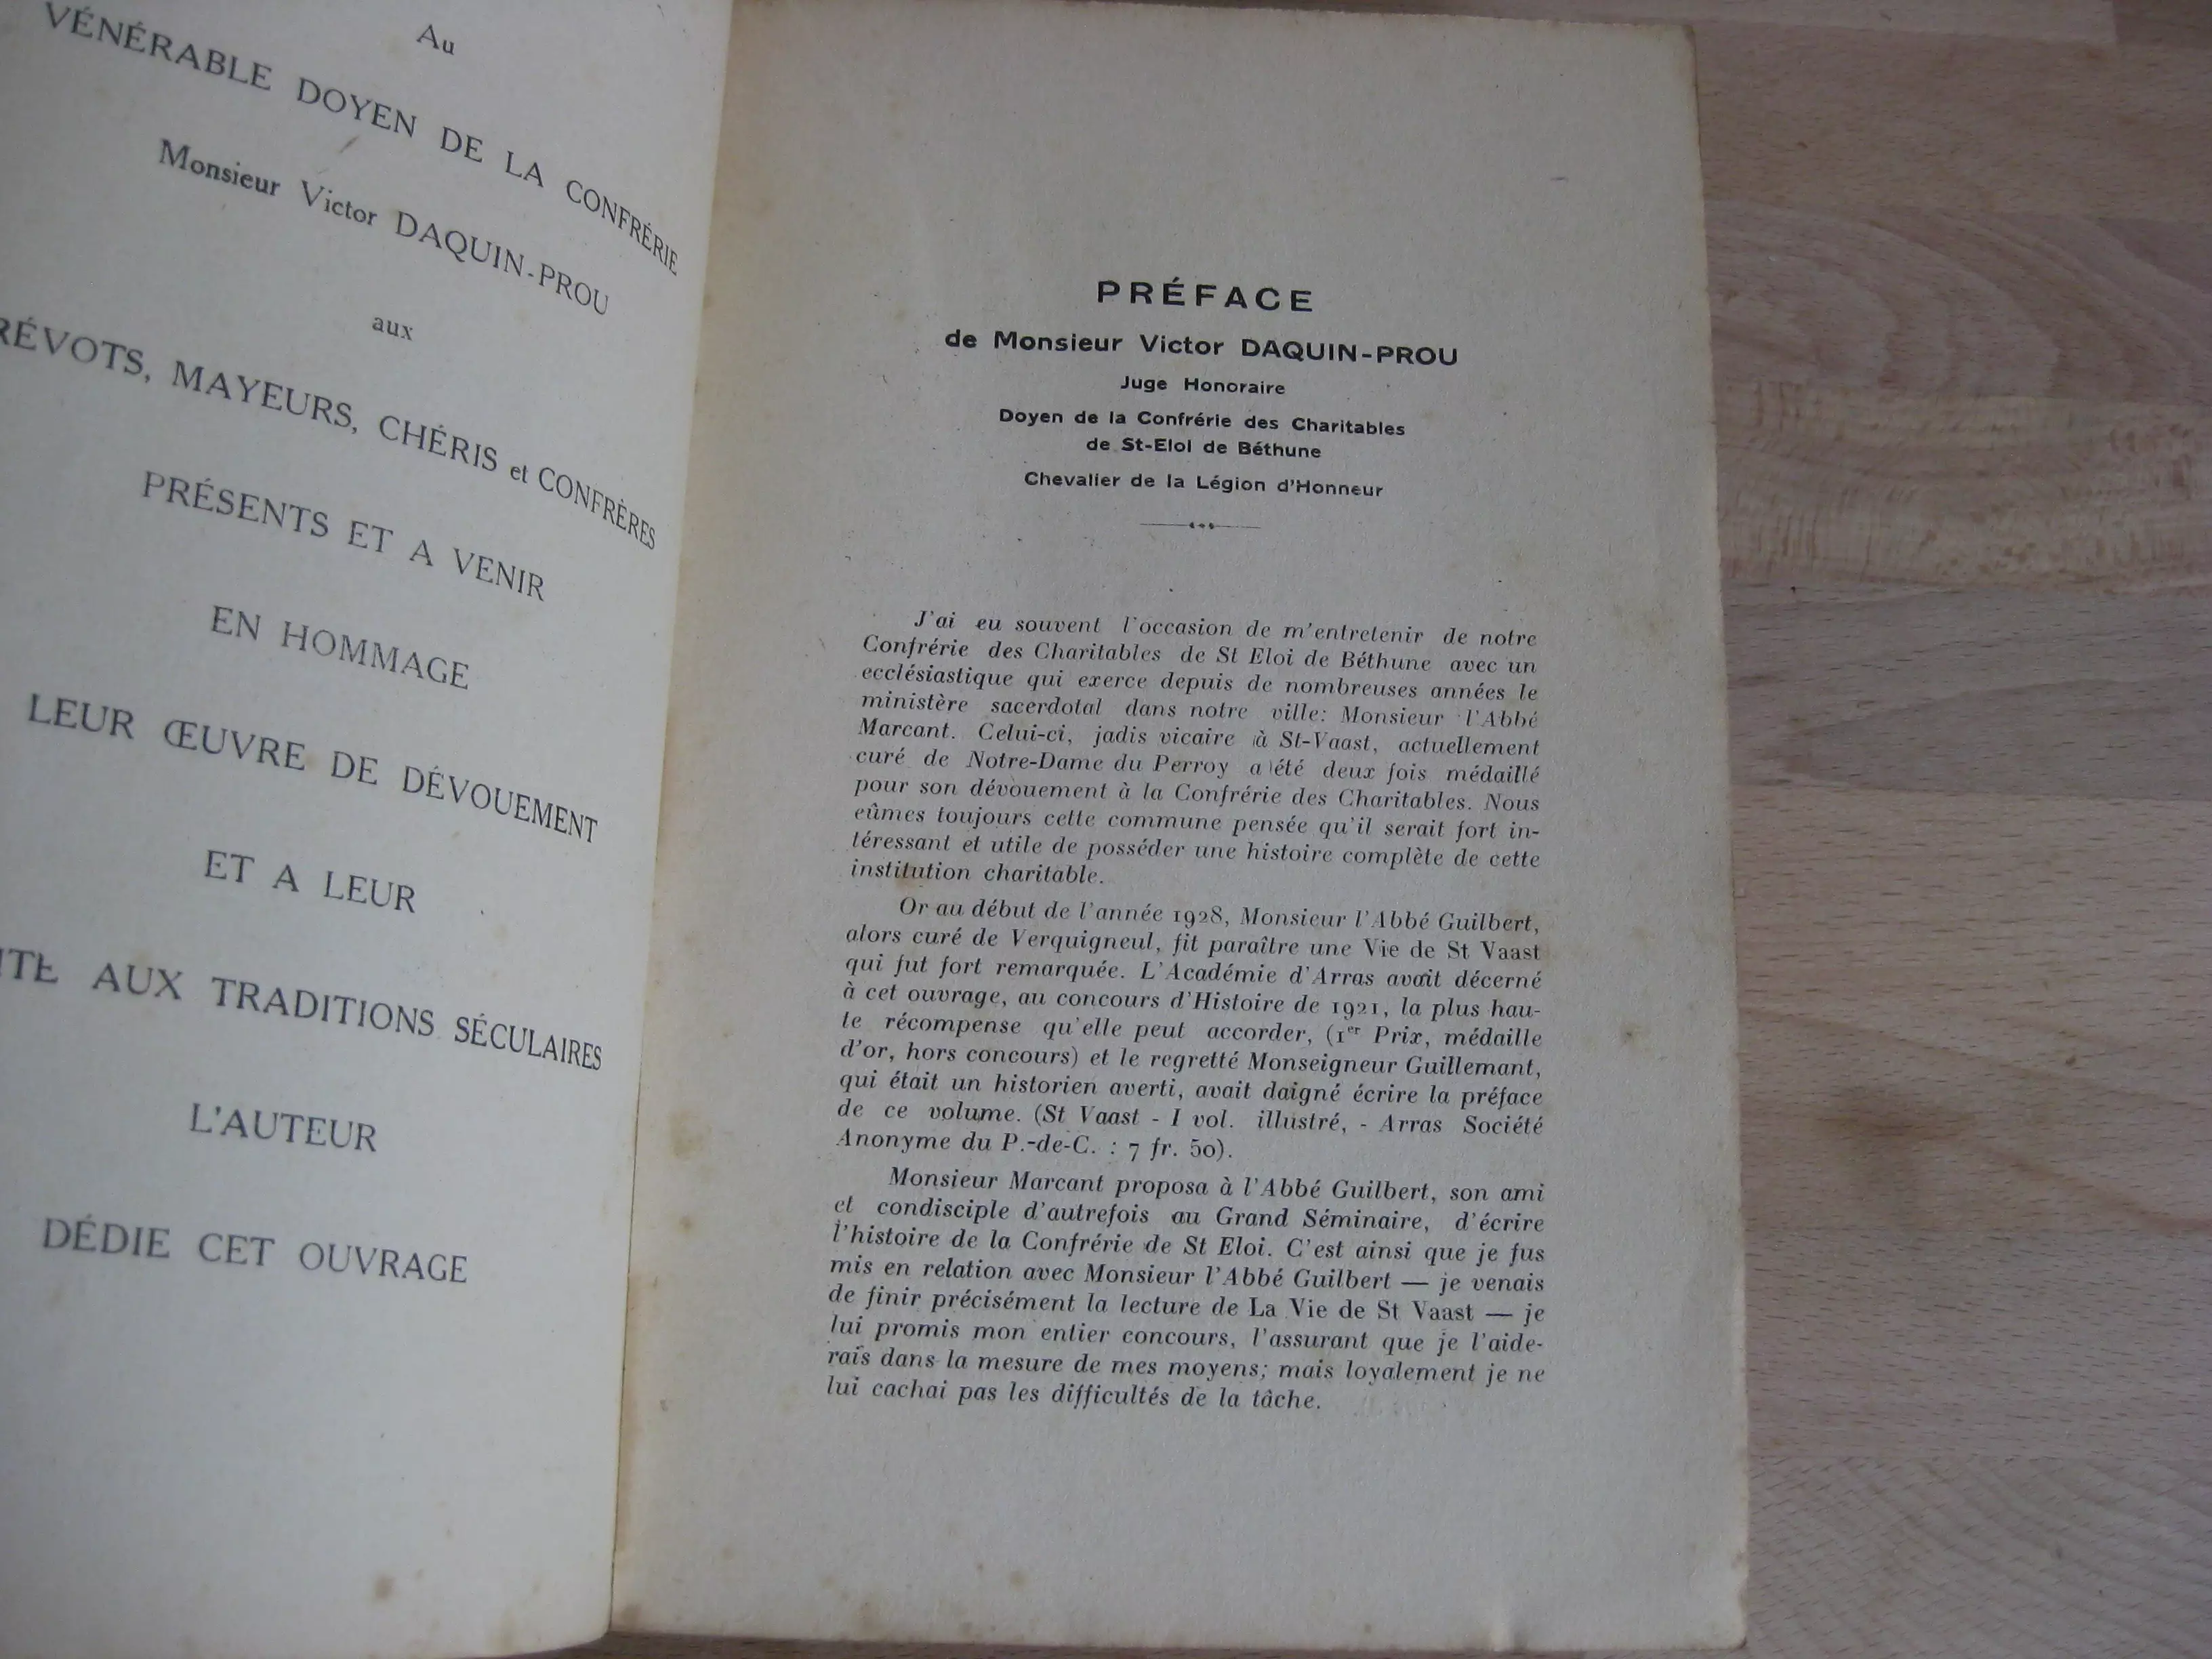 Au
VÉNÉRABLE DOYEN DE LA CONFRÉRIE
Monsieur Victor DAQUIN-PROU
aux
RÉVOTS, MAYEURS, CHÉRIS et CONFRÈRES
PRÉSENTS ET A VENIR
EN HOMMAGE
LEUR ŒUVRE DE DÉVOUEMENT
ET A LEUR
ITE AUX TRADITIONS SÉCULAIRES
L'AUTEUR
DÉDIE CET OUVRAGE
PRÉFACE
de Monsieur Victor DAQUIN-PROU
Juge Honoraire
Doyen de la Confrérie des Charitables
de St-Eloi de Béthune
Chevalier de la Légion d'Honneur
J'ai eu souvent l'occasion de m'entretenir de notre
Confrérie des Charitables de St Eloi de Béthune avec un
ecclésiastique qui exerce depuis de nombreuses années le
ministère sacerdotal dans notre ville: Monsieur l'Abbé
Marcant. Celui-ci, jadis vicaire à St-Vaast, actuellement
curé de Notre-Dame du Perroy a été deux fois médaillé
pour son dévouement à la Confrérie des Charitables. Nous
eûmes toujours cette commune pensée qu'il serait fort in-
téressant et utile de posséder une histoire complète de cette
institution charitable.
Or au début de l'année 1928, Monsieur l'Abbé Guilbert,
alors curé de Verquigneul, fit paraître une Vie de St Vaast
qui fut fort remarquée. L'Académie d'Arras avait décerné
à cet ouvrage, au concours d'Histoire de 1921, la plus hau-
te récompense qu'elle peut accorder, (1er Prix, médaille
d'or, hors concours) et le regretté Monseigneur Guillemant,
qui était un historien averti, avait daigné écrire la préface
de ce volume. (St Vaast - I vol. illustré, - Arras Société
Anonyme du P.-de-C. : 7 fr. 50).
Monsieur Marcant proposa à l'Abbé Guilbert, son ami
et condisciple d'autrefois au Grand Séminaire, d'écrire
l'histoire de la Confrérie de St Eloi. C'est ainsi que je fus
mis en relation avec Monsieur l'Abbé Guilbert — je venais
de finir précisément la lecture de La Vie de St Vaast — je
lui promis mon entier concours, l'assurant que je l'aide-
rais dans la mesure de mes moyens; mais loyalement je ne
lui cachai pas les difficultés de la tâche.